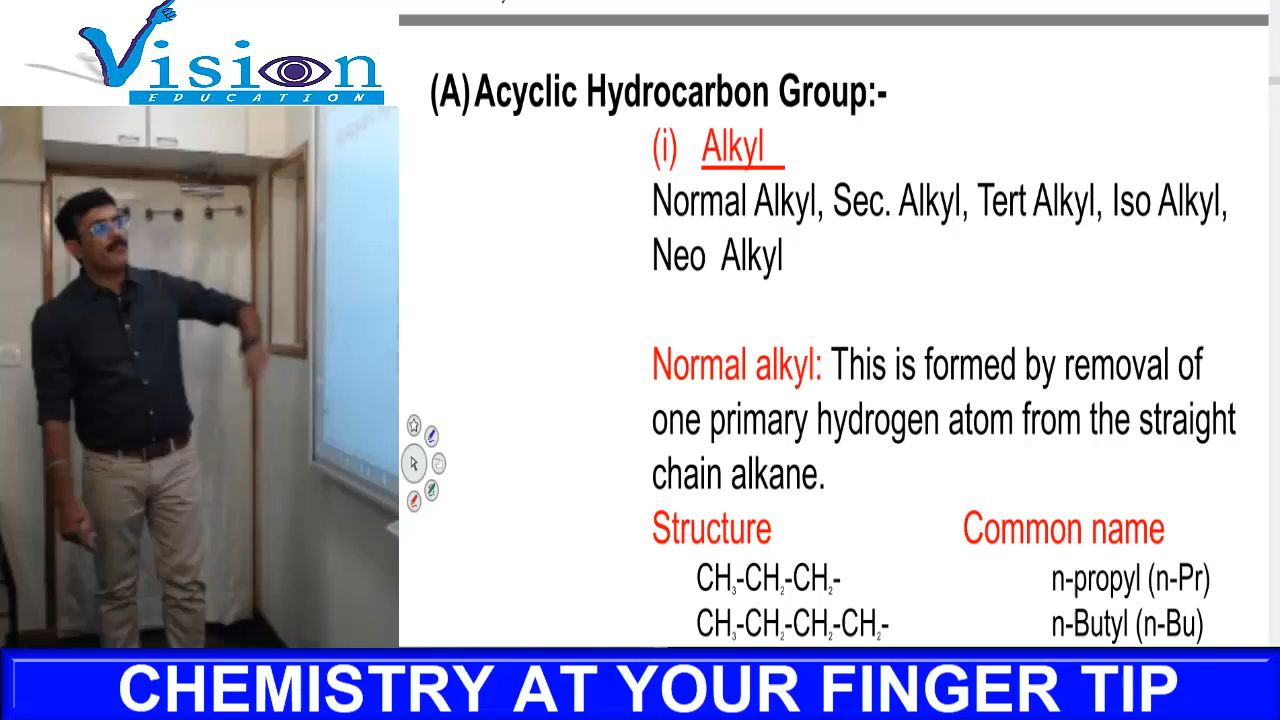 Vision
EDUCATION
(A) Acyclic Hydrocarbon Group:-
(i) Alkyl
Normal Alkyl, Sec. Alkyl, Tert Alkyl, Iso Alkyl,
Neo Alkyl
Normal alkyl: This is formed by removal of
one primary hydrogen atom from the straight
chain alkane.
Structure Common name
CH₃-CH₂-CH₂- n-propyl (n-Pr)
CH₃-CH₂-CH₂-CH₂- n-Butyl (n-Bu)
CHEMISTRY AT YOUR FINGER TIP